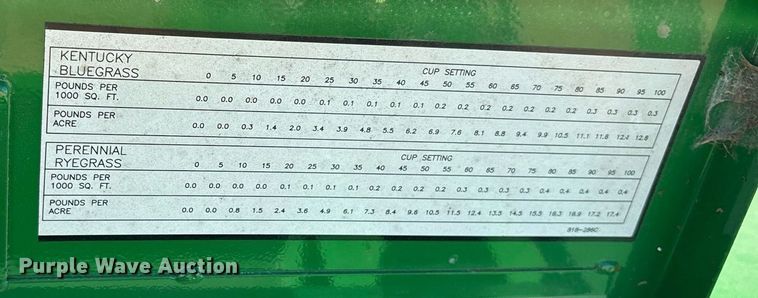 KENTUCKY
BLUEGRASS
CUP SETTING
0 5 10 15 20 25 30 35 40 45 50 55 60 65 70 75 80 85 90 95 100
POUNDS PER
1000 SQ. FT.
0.0 0.0 0.0 0.0 0.0 0.1 0.1 0.1 0.1 0.1 0.2 0.2 0.2 0.2 0.2 0.2 0.2 0.3 0.3 0.3 0.3
POUNDS PER
ACRE
0.0 0.0 0.3 1.4 2.0 3.4 3.9 4.8 5.5 6.2 6.9 7.6 8.1 8.8 9.4 9.9 10.5 11.1 11.6 12.4 12.8
PERENNIAL
RYEGRASS
CUP SETTING
0 5 10 15 20 25 30 35 40 45 50 55 60 65 70 75 80 85 90 95 100
POUNDS PER
1000 SQ. FT.
0.0 0.0 0.0 0.0 0.1 0.1 0.1 0.2 0.2 0.2 0.2 0.3 0.3 0.3 0.3 0.4 0.4 0.4 0.4 0.4
POUNDS PER
ACRE
0.0 0.0 0.8 1.5 2.4 3.6 4.9 6.1 7.3 8.4 9.6 10.5 11.5 12.4 13.5 14.5 15.5 16.3 16.9 17.2 17.4
818-286C
Purple Wave Auction